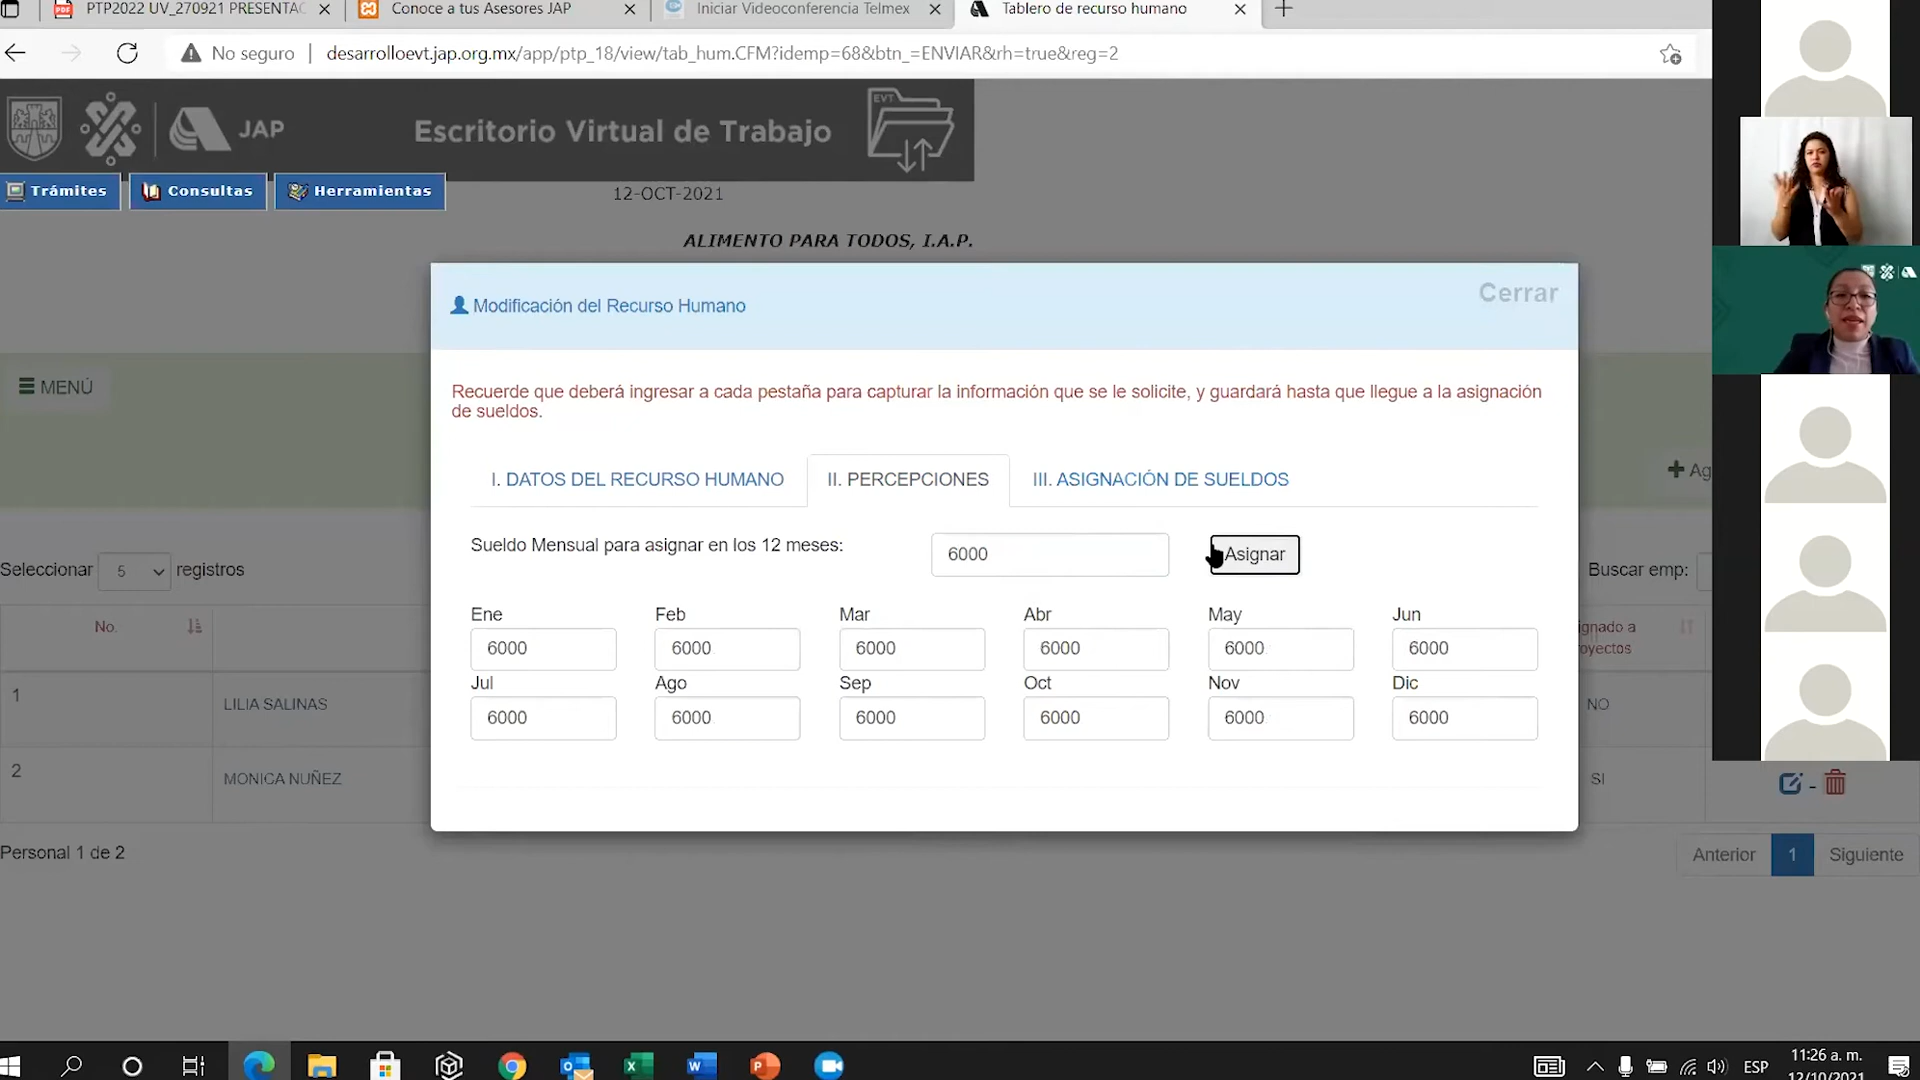 PTP2022 UV_270921 PRESENTAC
Conoce a tus Asesores JAP
Iniciar Videoconferencia Telmex
Tablero de recurso humano
No seguro
desarrolloevt.jap.org.mx/app/ptp_18/view/tab_hum.CFM?idemp=68&btn_=ENVIAR&rh=true&reg=2
JAP
Escritorio Virtual de Trabajo
EVT
Trámites
Consultas
Herramientas
12-OCT-2021
ALIMENTO PARA TODOS, I.A.P.
Modificación del Recurso Humano
Cerrar
MENÚ
Recuerde que deberá ingresar a cada pestaña para capturar la información que se le solicite, y guardará hasta que llegue a la asignación
de sueldos.
I. DATOS DEL RECURSO HUMANO
II. PERCEPCIONES
III. ASIGNACIÓN DE SUELDOS
Ag
Sueldo Mensual para asignar en los 12 meses:
6000
Asignar
Seleccionar 5 registros
Buscar emp:
Ene Feb Mar Abr May Jun
6000 6000 6000 6000 6000 6000
Jul Ago Sep Oct Nov Dic
6000 6000 6000 6000 6000 6000
No.
ignado a
oyectos
1 LILIA SALINAS NO
2 MONICA NUÑEZ SI
Personal 1 de 2
Anterior 1 Siguiente
ESP
11:26 a. m.
12/10/2021